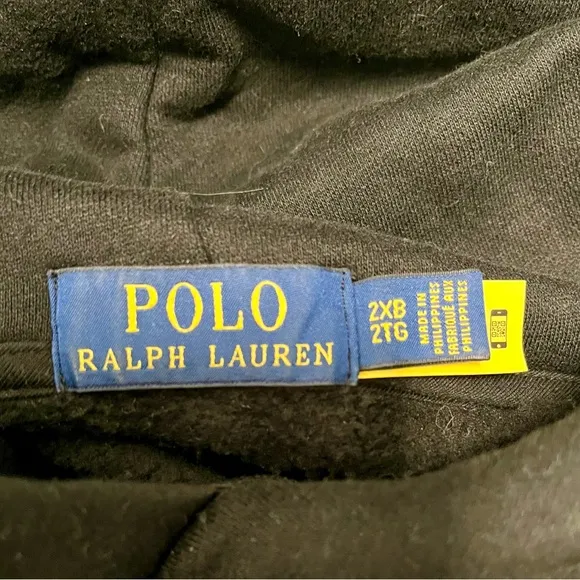 POLO
RALPH LAUREN
2XB
2TG
MADE IN
PHILIPPINES
FABRIQUÉ AUX
PHILIPPINES